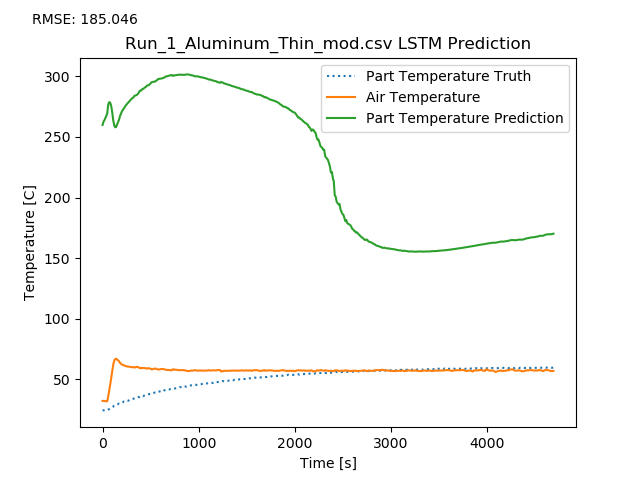 RMSE: 185.046
Run_1_Aluminum_Thin_mod.csv LSTM Prediction
Part Temperature Truth
Air Temperature
Part Temperature Prediction
Temperature [C]
300
250
200
150
100
50
0
1000
2000
3000
4000
Time [s]